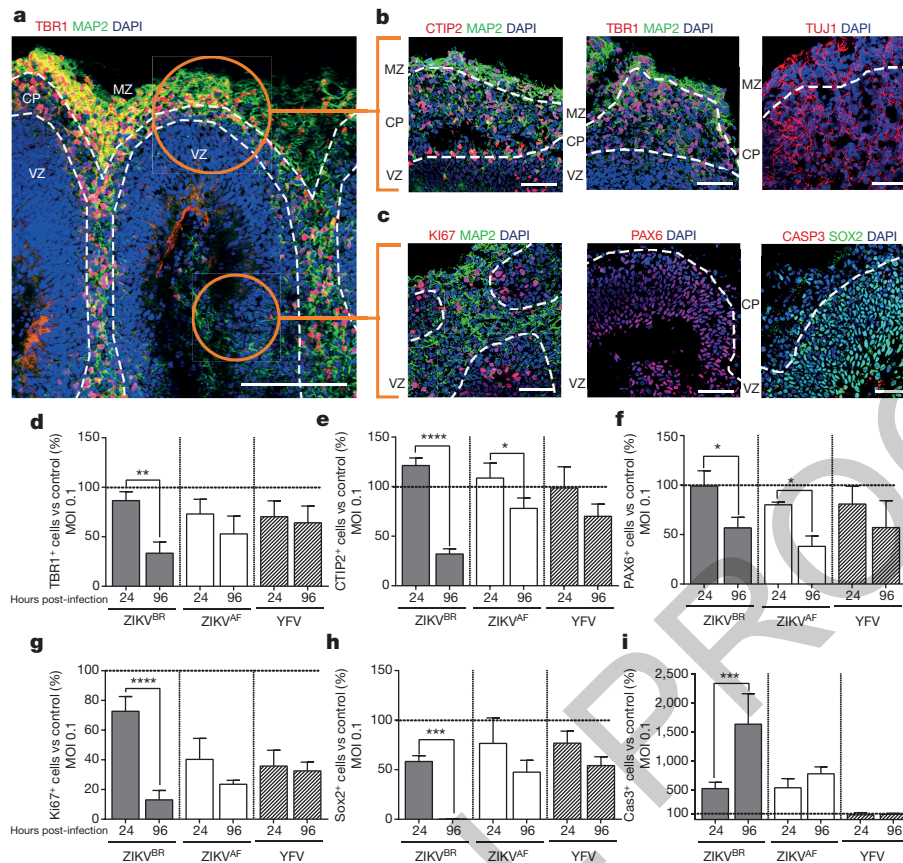 a
TBR1 MAP2 DAPI
CP
MZ
VZ
VZ
b
CTIP2 MAP2 DAPI
TBR1 MAP2 DAPI
TUJ1 DAPI
MZ
CP
VZ
MZ
CP
VZ
MZ
CP
c
KI67 MAP2 DAPI
PAX6 DAPI
CASP3 SOX2 DAPI
VZ
CP
VZ
d
TBR1+ cells vs control (%)
MOI 0.1
150
100
50
0
**
Hours post-infection
24 96 24 96 24 96
ZIKVBR ZIKVAF YFV
e
CTIP2+ cells vs control (%)
MOI 0.1
150
100
50
0
****
*
24 96 24 96 24 96
ZIKVBR ZIKVAF YFV
f
PAX6+ cells vs control (%)
MOI 0.1
150
100
50
0
*
*
24 96 24 96 24 96
ZIKVBR ZIKVAF YFV
g
Ki67+ cells vs control (%)
MOI 0.1
100
80
60
40
20
0
****
Hours post-infection
24 96 24 96 24 96
ZIKVBR ZIKVAF YFV
h
Sox2+ cells vs control (%)
MOI 0.1
150
100
50
0
***
24 96 24 96 24 96
ZIKVBR ZIKVAF YFV
i
Cas3+ cells vs control (%)
MOI 0.1
2,500
2,000
1,500
1,000
500
100
***
24 96 24 96 24 96
ZIKVBR ZIKVAF YFV